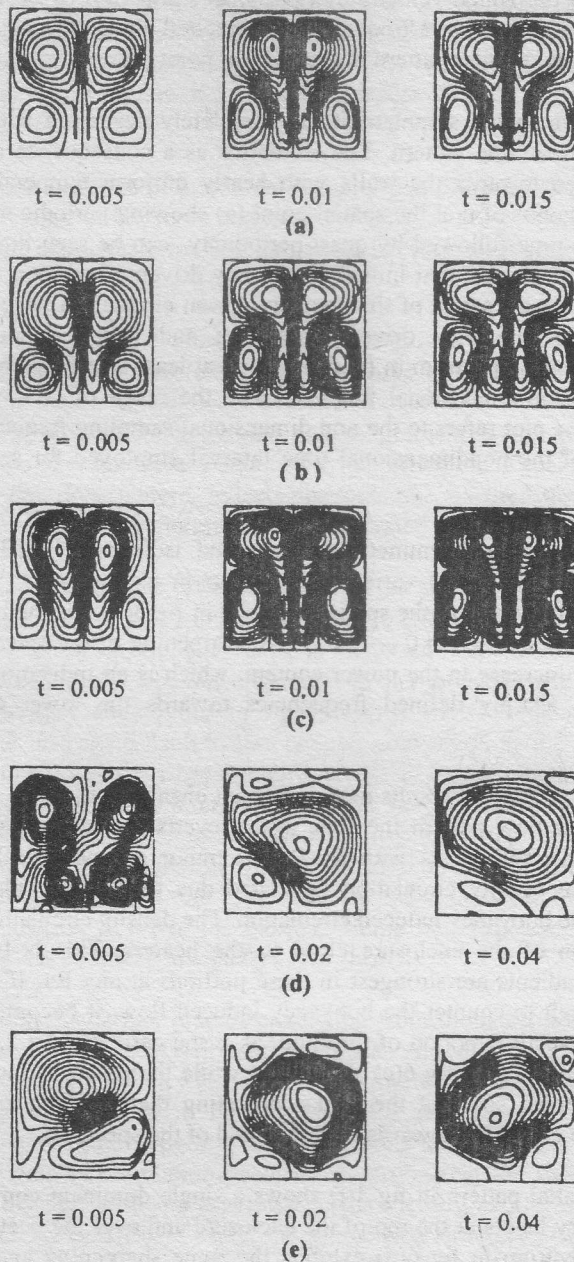 t = 0.005 t = 0.01 t = 0.015
(a)
t = 0.005 t = 0.01 t = 0.015
( b )
t = 0.005 t = 0.01 t = 0.015
(c)
t = 0.005 t = 0.02 t = 0.04
(d)
t = 0.005 t = 0.02 t = 0.04
(e)